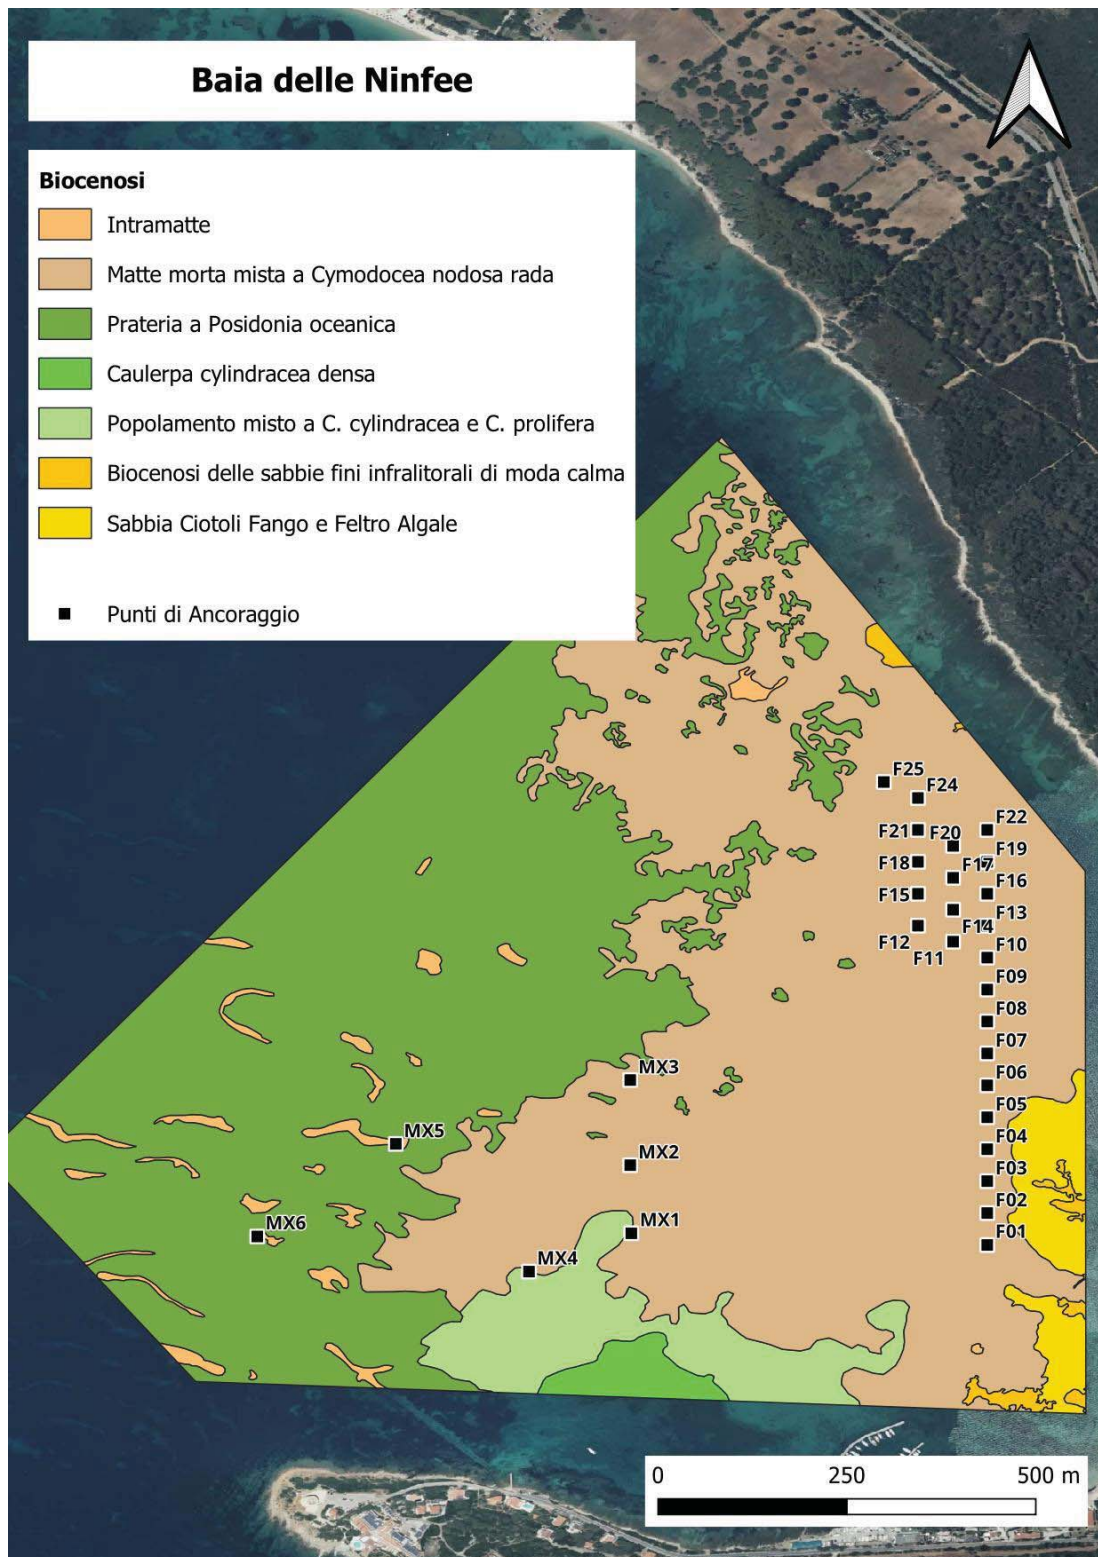 Baia delle Ninfee
Biocenosi
Intramatte
Matte morta mista a Cymodocea nodosa rada
Prateria a Posidonia oceanica
Caulerpa cylindracea densa
Popolamento misto a C. cylindracea e C. prolifera
Biocenosi delle sabbie fini infralitorali di moda calma
Sabbia Ciotoli Fango e Feltro Algale
Punti di Ancoraggio
F25
F24
F22
F21
F20
F19
F18
F17
F16
F15
F13
F14
F12
F11
F10
F09
F08
F07
F06
F05
F04
F03
F02
F01
MX3
MX5
MX2
MX6
MX1
MX4
0 250 500 m